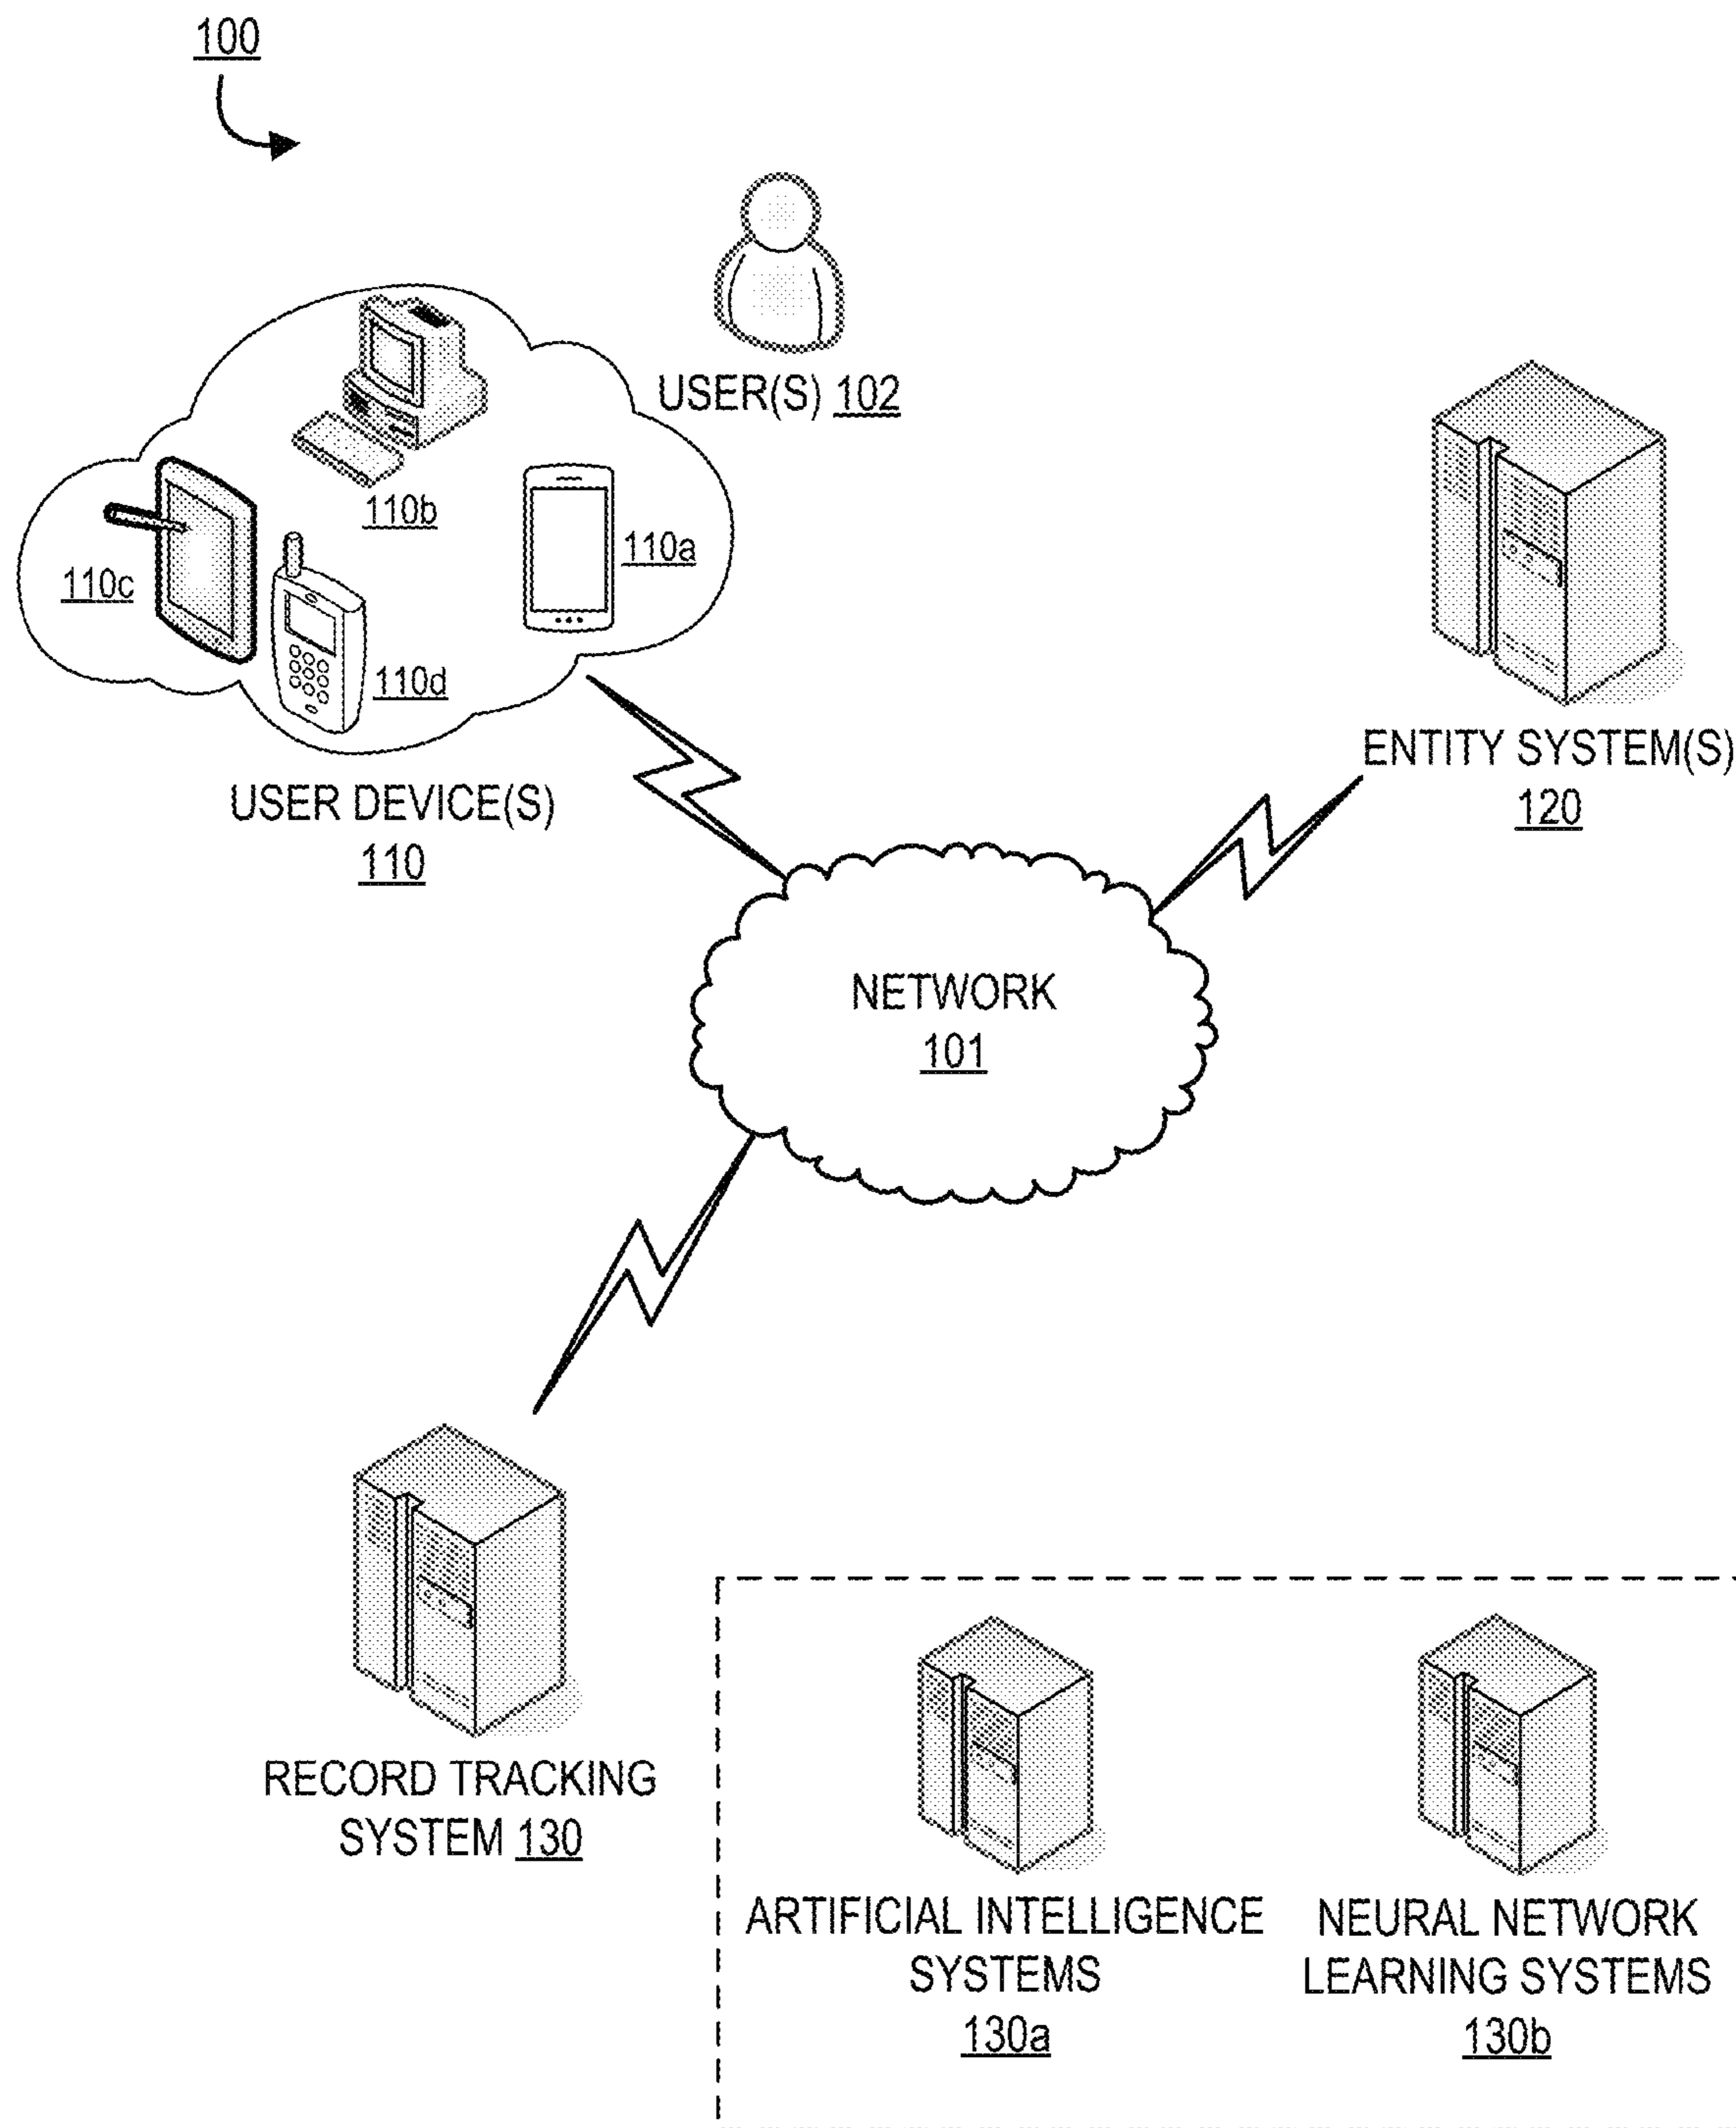 100
USER(S) 102
110b
110a
110c
110d
USER DEVICE(S)
110
ENTITY SYSTEM(S)
120
NETWORK
101
RECORD TRACKING
SYSTEM 130
ARTIFICIAL INTELLIGENCE
SYSTEMS
130a
NEURAL NETWORK
LEARNING SYSTEMS
130b